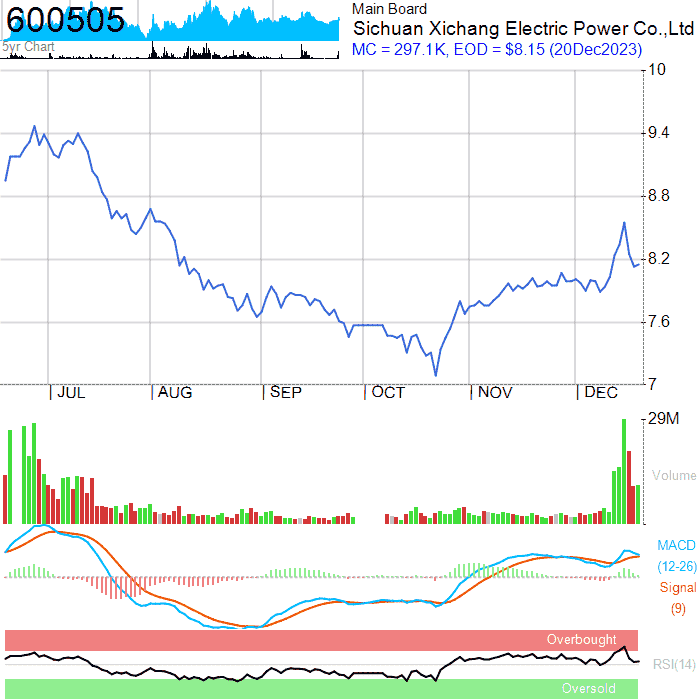 600505
5yr Chart
Main Board
Sichuan Xichang Electric Power Co.,Ltd
MC = 297.1K, EOD = $8.15 (20Dec2023)
10
9.4
8.8
8.2
7.6
7
JUL AUG SEP OCT NOV DEC
29M
Volume
MACD
(12-26)
Signal
(9)
Overbought
RSI(14)
Oversold